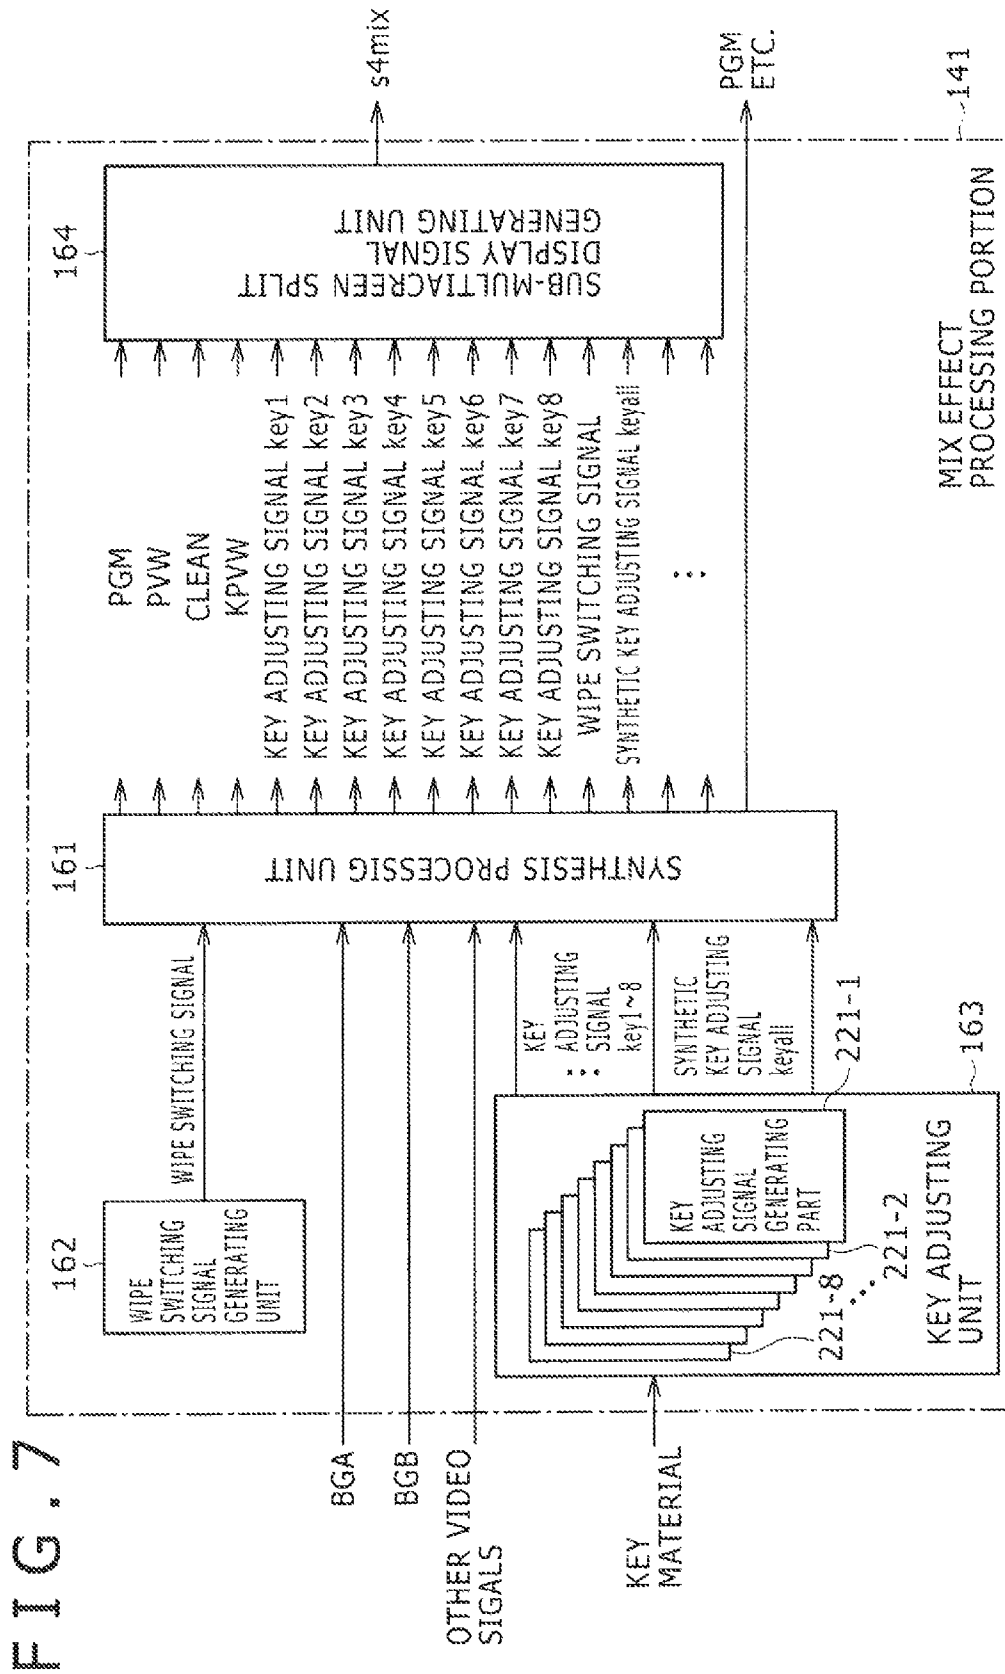 FIG. 7
162
WIPE
SWITCHING
SIGNAL
GENERATING
UNIT
WIPE SWITCHING SIGNAL
BGA
BGB
OTHER VIDEO
SIGALS
KEY
MATERIAL
KEY
ADJUSTING
SIGNAL
GENERATING
PART
221-1
221-2
221-8
KEY ADJUSTING
UNIT
163
KEY
ADJUSTING
SIGNAL
key1~8
SYNTHETIC
KEY ADJUSTING
SIGNAL
keyall
161
SYNTHESIS PROCESSIG UNIT
PGM
PVW
CLEAN
KPVW
KEY ADJUSTING SIGNAL key1
KEY ADJUSTING SIGNAL key2
KEY ADJUSTING SIGNAL key3
KEY ADJUSTING SIGNAL key4
KEY ADJUSTING SIGNAL key5
KEY ADJUSTING SIGNAL key6
KEY ADJUSTING SIGNAL key7
KEY ADJUSTING SIGNAL key8
WIPE SWITCHING SIGNAL
SYNTHETIC KEY ADJUSTING SIGNAL keyall
164
SUB-MULTIACREEN SPLIT
DISPLAY SIGNAL
GENERATING UNIT
s4mix
PGM
ETC.
141
MIX EFFECT
PROCESSING PORTION